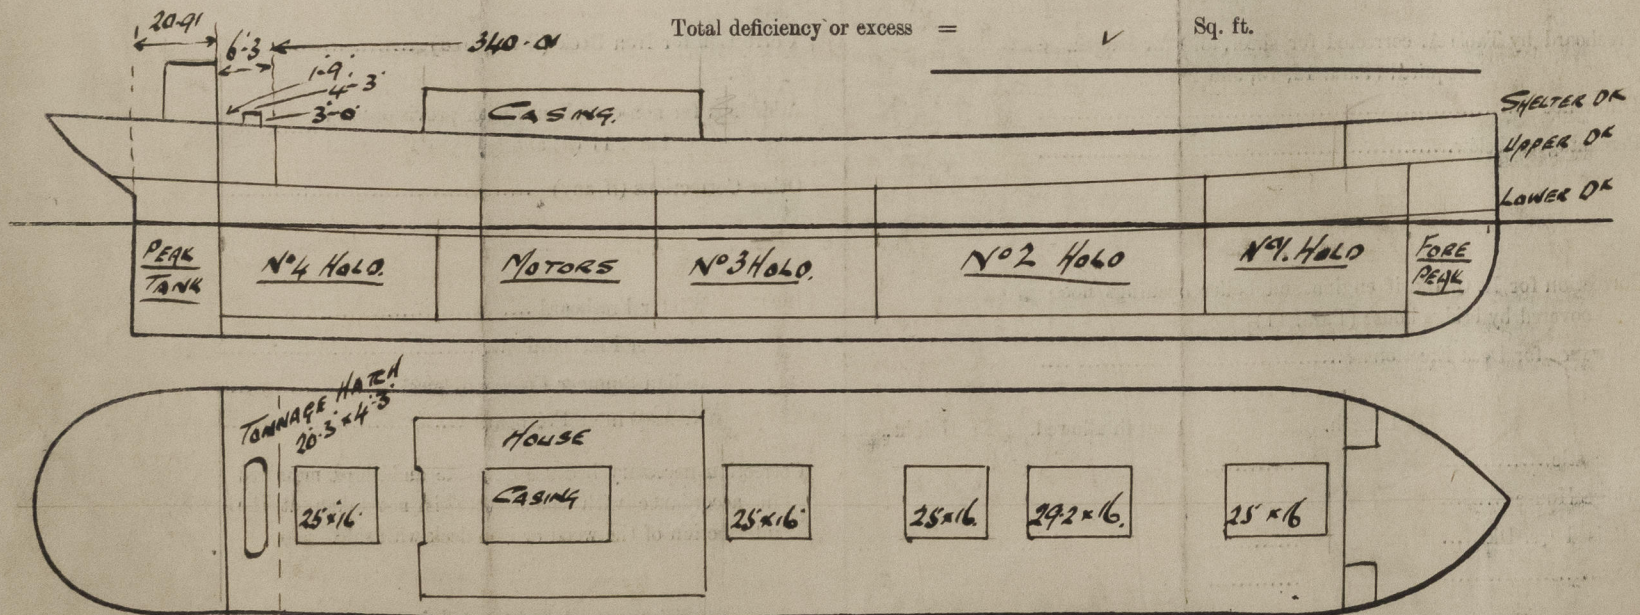 Total deficiency or excess = ✓ Sq. ft.
20·9
6·3
340·0
1·9
4-3
3-0
CASING.
SHELTER DK
UPPER DK
LOWER DK
PEAK
TANK
No4 HOLD.
MOTORS
No3 HOLD.
No2 HOLD
No1. HOLD
FORE
PEAK
TONNAGE HATCH
20·3 × 4·3
HOUSE
CASING
25×16
25×16
25×16.
29.2×16.
25×16